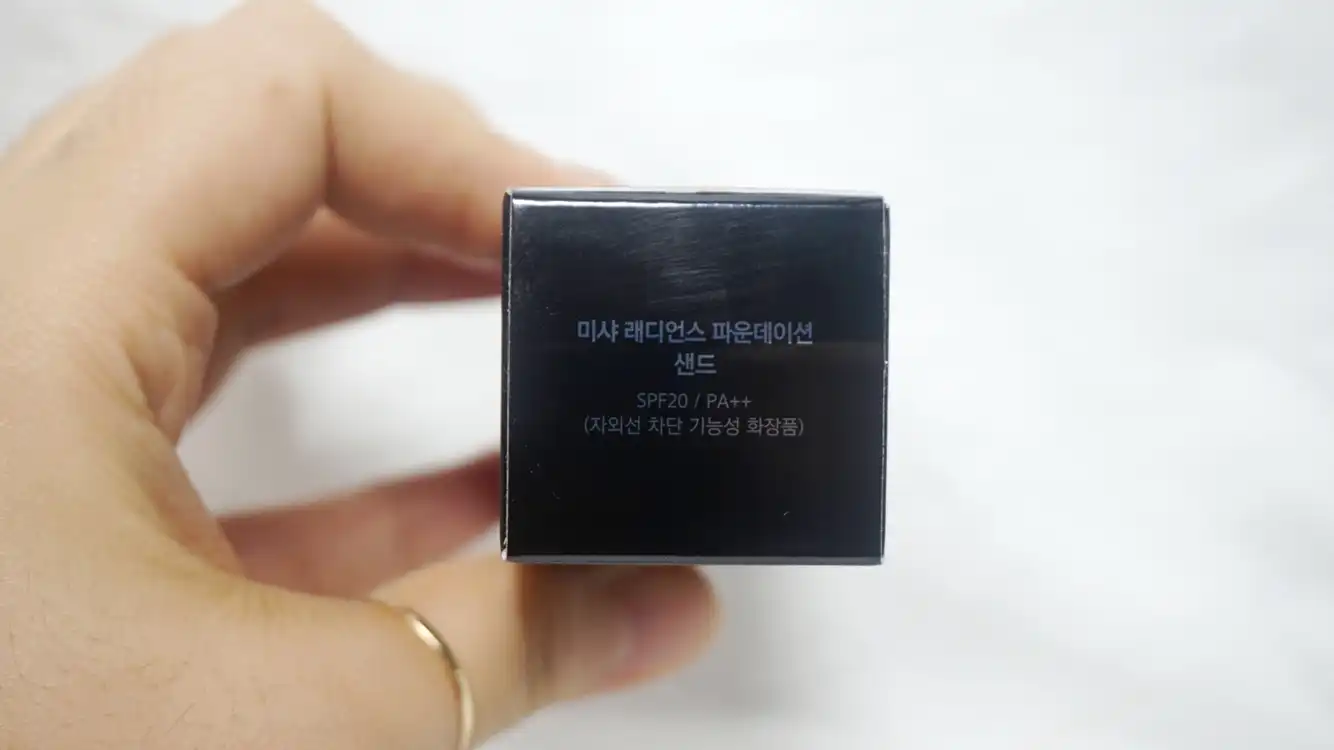 미샤 래디언스 파운데이션
샌드
SPF20 / PA++
(자외선 차단 기능성 화장품)